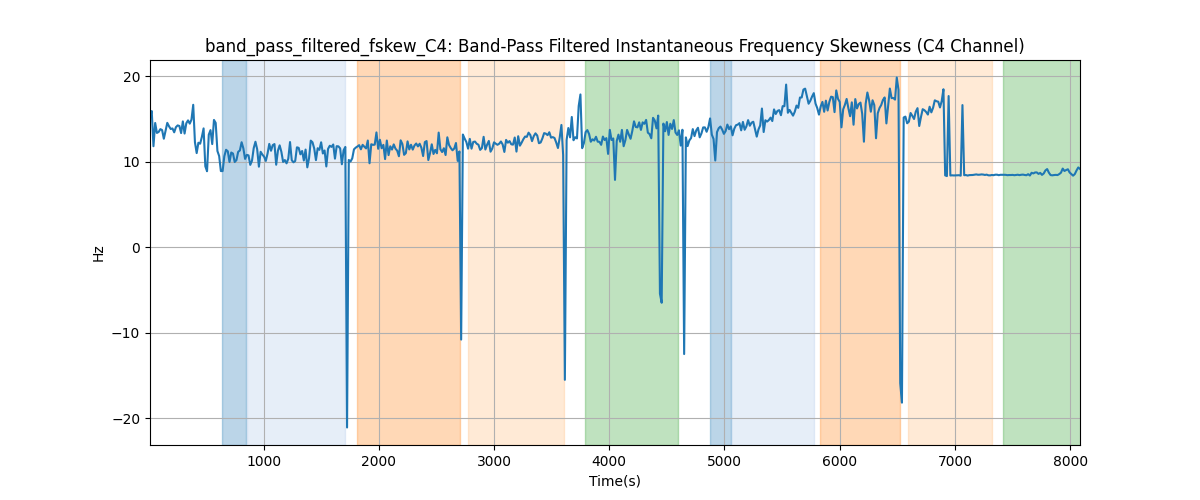 band_pass_filtered_fskew_C4: Band-Pass Filtered Instantaneous Frequency Skewness (C4 Channel)
20
10
0
−10
−20
Hz
1000 2000 3000 4000 5000 6000 7000 8000
Time(s)